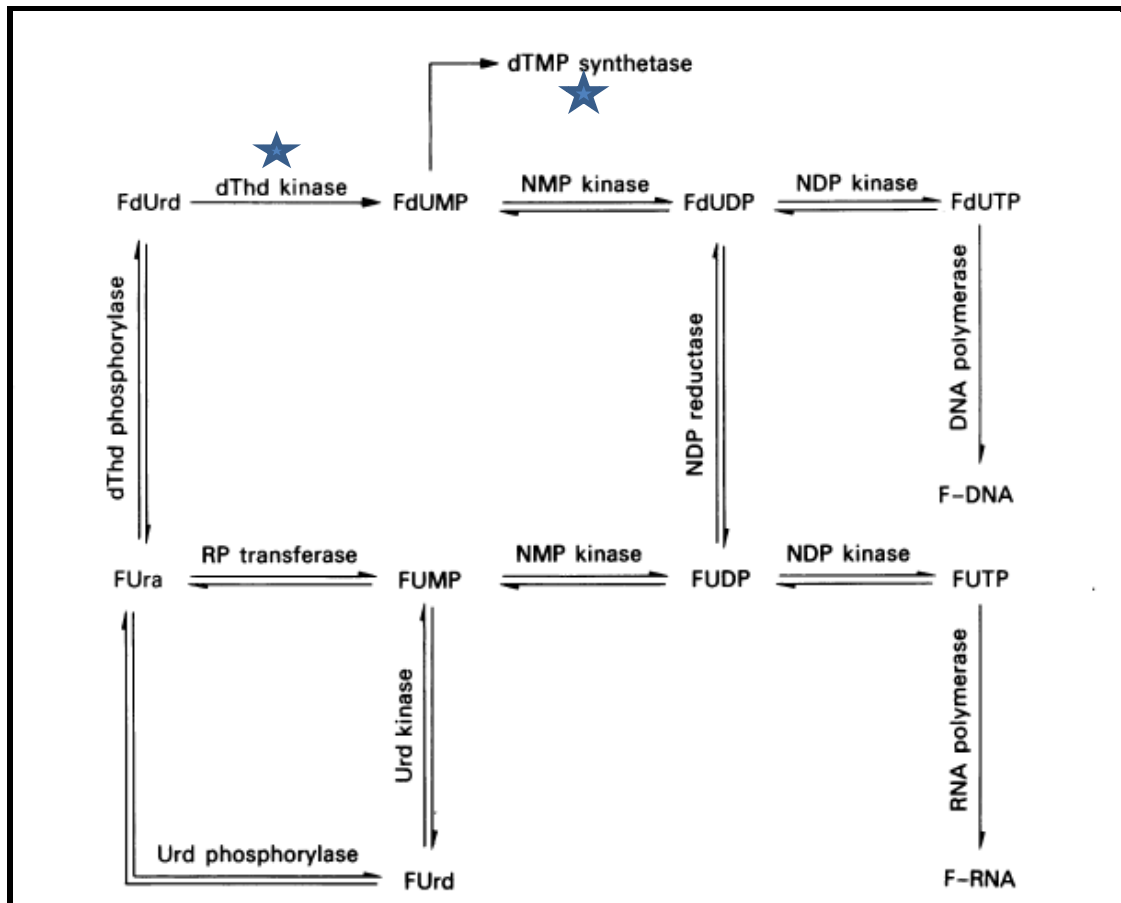 dTMP synthetase
dThd kinase
NMP kinase
NDP kinase
FdUrd
FdUMP
FdUDP
FdUTP
dThd phosphorylase
NDP reductase
DNA polymerase
F-DNA
RP transferase
NMP kinase
NDP kinase
FUra
FUMP
FUDP
FUTP
Urd kinase
RNA polymerase
Urd phosphorylase
FUrd
F-RNA